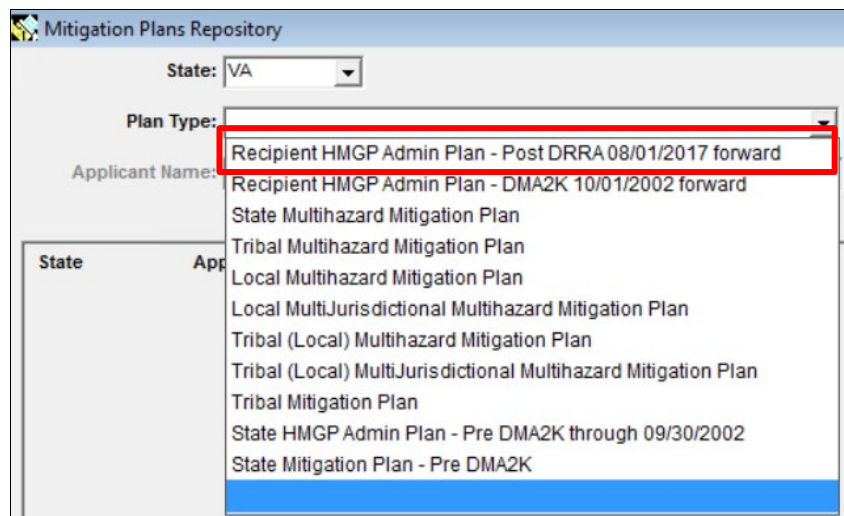 Mitigation Plans Repository
State: VA
Plan Type:
Recipient HMGP Admin Plan - Post DRRA 08/01/2017 forward
Applicant Name:
Recipient HMGP Admin Plan - DMA2K 10/01/2002 forward
State Multihazard Mitigation Plan
Tribal Multihazard Mitigation Plan
State App
Local Multihazard Mitigation Plan
Local MultiJurisdictional Multihazard Mitigation Plan
Tribal (Local) Multihazard Mitigation Plan
Tribal (Local) MultiJurisdictional Multihazard Mitigation Plan
Tribal Mitigation Plan
State HMGP Admin Plan - Pre DMA2K through 09/30/2002
State Mitigation Plan - Pre DMA2K